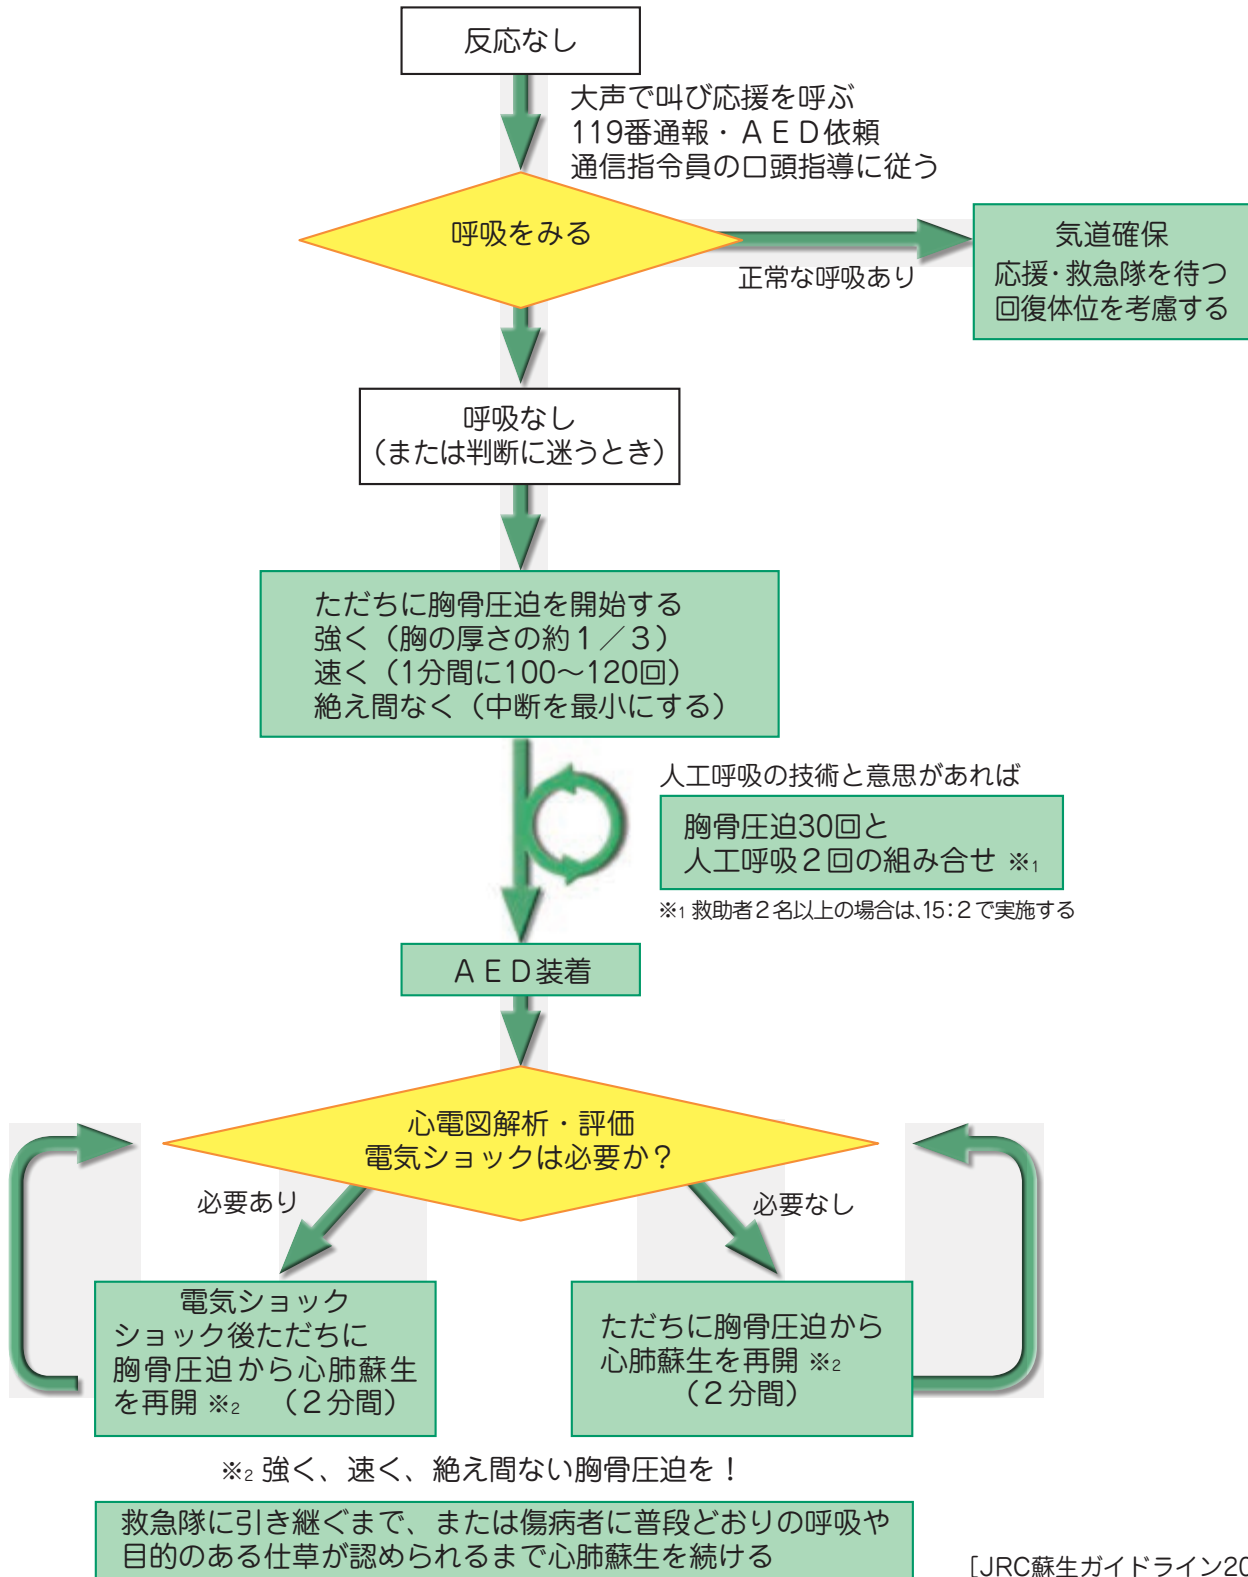 反応なし
大声で叫び応援を呼ぶ
119番通報・ＡＥＤ依頼
通信指令員の口頭指導に従う
呼吸をみる
正常な呼吸あり
気道確保
応援・救急隊を待つ
回復体位を考慮する
呼吸なし
（または判断に迷うとき）
ただちに胸骨圧迫を開始する
強く（胸の厚さの約１／３）
速く（1分間に100～120回）
絶え間なく（中断を最小にする）
人工呼吸の技術と意思があれば
胸骨圧迫30回と
人工呼吸２回の組み合せ ※1
※1 救助者２名以上の場合は、15：２で実施する
ＡＥＤ装着
心電図解析・評価
電気ショックは必要か？
必要あり
必要なし
電気ショック
ショック後ただちに
胸骨圧迫から心肺蘇生
を再開 ※2 （２分間）
ただちに胸骨圧迫から
心肺蘇生を再開 ※2
（２分間）
※2 強く、速く、絶え間ない胸骨圧迫を！
救急隊に引き継ぐまで、または傷病者に普段どおりの呼吸や
目的のある仕草が認められるまで心肺蘇生を続ける
［JRC蘇生ガイドライン20